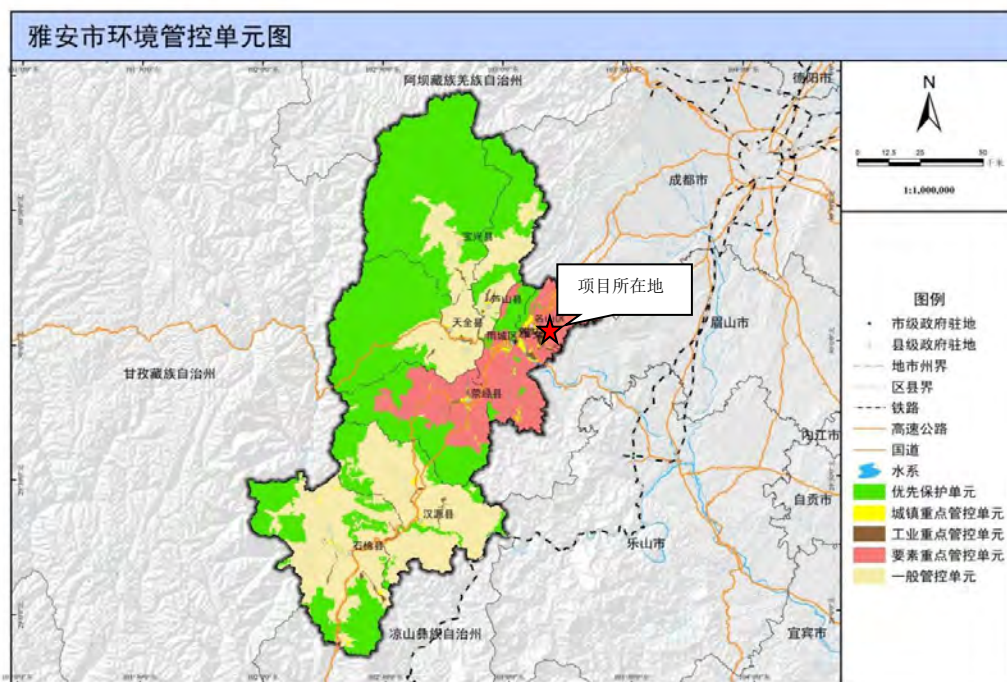 雅安市环境管控单元图
阿坝藏族羌族自治州
德阳市
N
0 12.5 25 50
千米
1:1,000,000
成都市
宝兴县
项目所在地
芦山县
天全县
雨城区
眉山市
甘孜藏族自治州
荥经县
内江市
自贡市
汉源县
石棉县
乐山市
凉山彝族自治州
宜宾市
图例
市级政府驻地
县级政府驻地
地市州界
区县界
铁路
高速公路
国道
水系
优先保护单元
城镇重点管控单元
工业重点管控单元
要素重点管控单元
一般管控单元